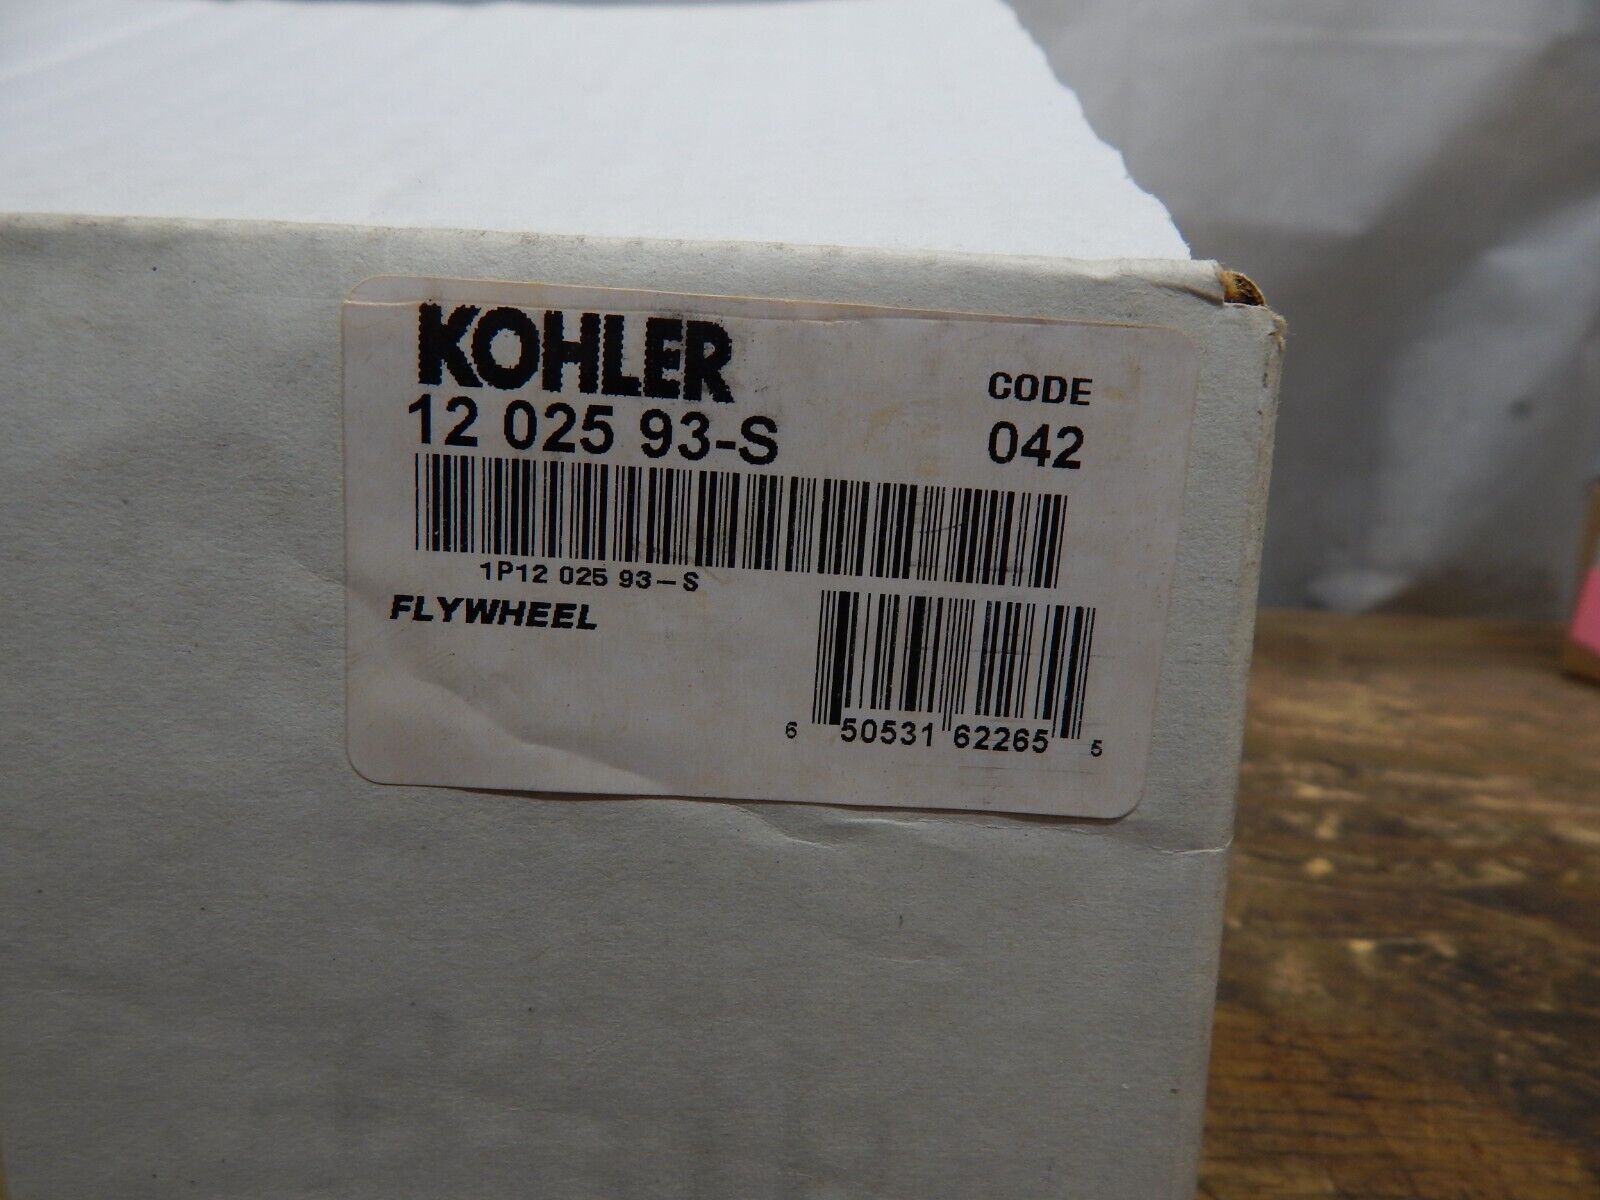 KOHLER
CODE
12 025 93-S
042
1P12 025 93-S
FLYWHEEL
6 50531 62265 5